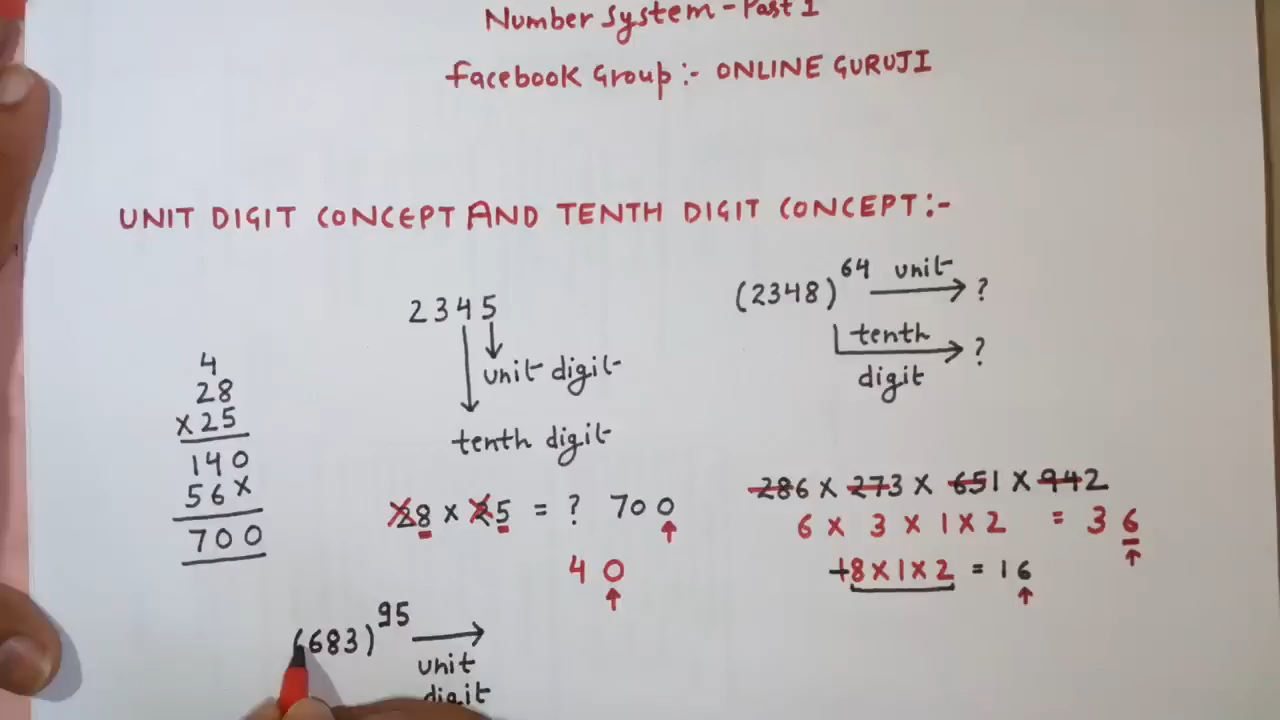 Number System - Part 1
Facebook Group :- ONLINE GURUJI
UNIT DIGIT CONCEPT AND TENTH DIGIT CONCEPT :-
2345
unit digit
tenth digit
(2348)^64 unit → ?
tenth → ?
digit
4
28
x 25
140
56x
700
28 x 25 = ? 700
40
286 x 273 x 651 x 942
6 x 3 x 1 x 2 = 36
+8 x 1 x 2 = 16
(683)^95 →
unit
digit